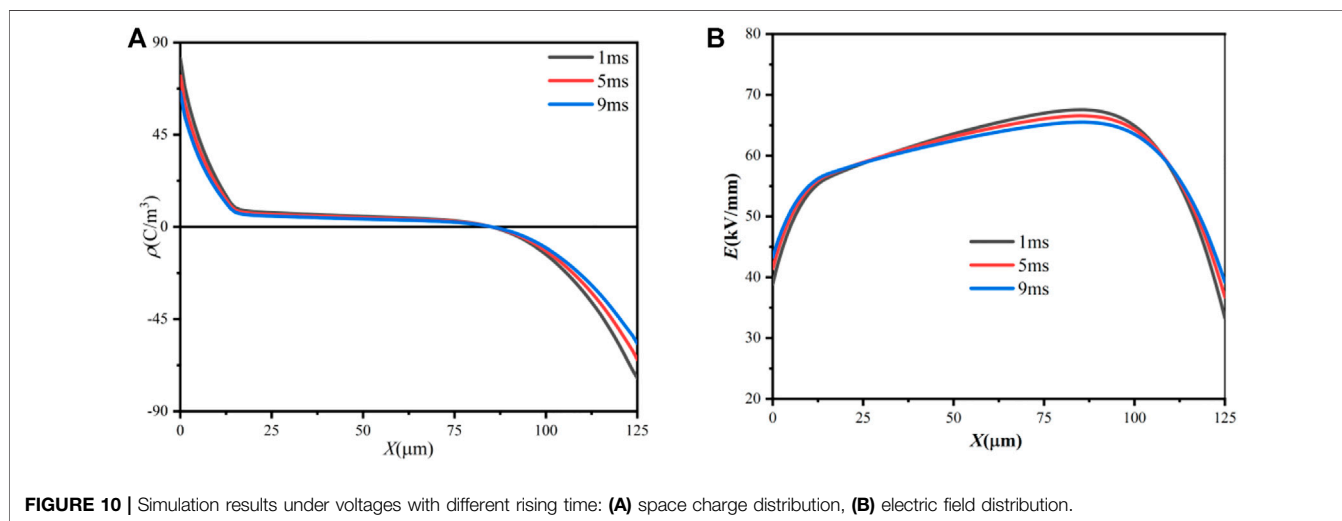 A
90
45
0
-45
-90
ρ(C/m³)
1ms
5ms
9ms
0
25
50
75
100
125
X(μm)
B
80
70
60
50
40
30
20
E(kV/mm)
1ms
5ms
9ms
0
25
50
75
100
125
X(μm)
FIGURE 10 | Simulation results under voltages with different rising time: (A) space charge distribution, (B) electric field distribution.